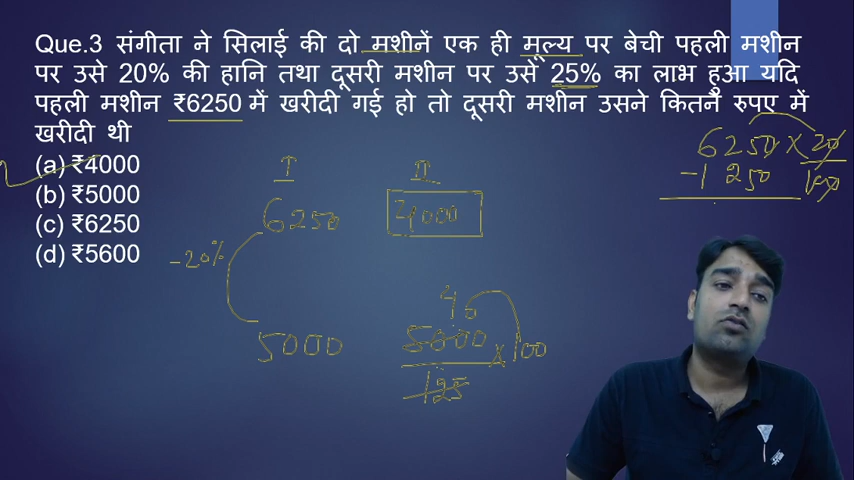 Que.3 संगीता ने सिलाई की दो मशीनें एक ही मूल्य पर बेची पहली मशीन
पर उसे 20% की हानि तथा दूसरी मशीन पर उसे 25% का लाभ हुआ यदि
पहली मशीन ₹6250 में खरीदी गई हो तो दूसरी मशीन उसने कितने रुपए में
खरीदी थी
(a) ₹4000
(b) ₹5000
(c) ₹6250
(d) ₹5600
I II
6250 4000
-20%
5000
40
5000 × 100
125
6250 × 20
-1250 100